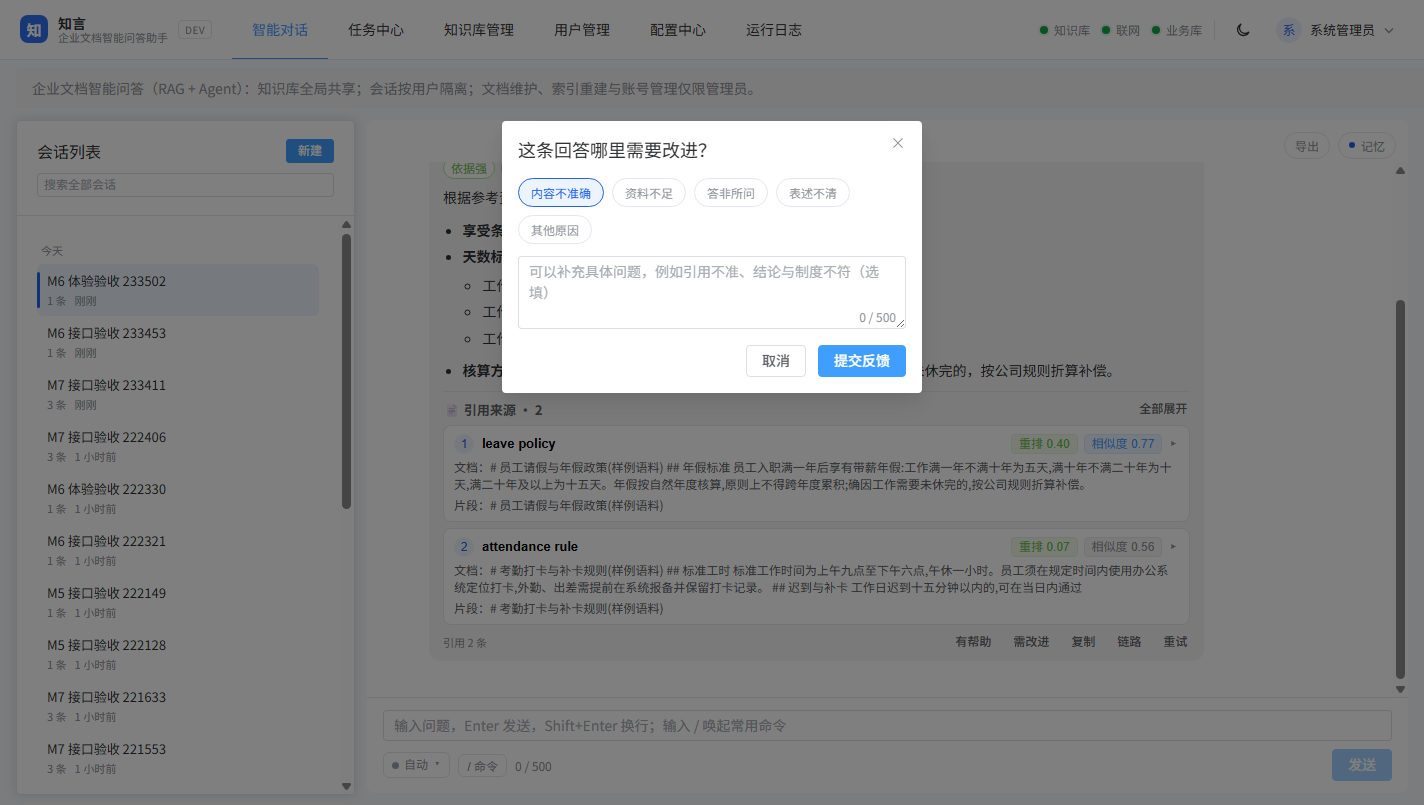 知
知言
企业文档智能问答助手
DEV
智能对话
任务中心
知识库管理
用户管理
配置中心
运行日志
知识库
联网
业务库
系
系统管理员
企业文档智能问答（RAG + Agent）：知识库全局共享；会话按用户隔离；文档维护、索引重建与账号管理仅限管理员。
会话列表
新建
搜索全部会话
今天
M6 体验验收 233502
1 条 刚刚
M6 接口验收 233453
1 条 刚刚
M7 接口验收 233411
3 条 刚刚
M7 接口验收 222406
3 条 1 小时前
M6 体验验收 222330
1 条 1 小时前
M6 接口验收 222321
1 条 1 小时前
M5 接口验收 222149
1 条 1 小时前
M5 接口验收 222128
1 条 1 小时前
M7 接口验收 221633
3 条 1 小时前
M7 接口验收 221553
3 条 1 小时前
导出
记忆
依据强
根据参考
享受条
天数标
工作
工作
工作
核算方
未休完的，按公司规则折算补偿。
这条回答哪里需要改进？
内容不准确
资料不足
答非所问
表述不清
其他原因
可以补充具体问题，例如引用不准、结论与制度不符（选
填）
0 / 500
取消
提交反馈
引用来源 · 2
全部展开
1 leave policy
重排 0.40
相似度 0.77
文档：# 员工请假与年假政策(样例语料) ## 年假标准 员工入职满一年后享有带薪年假:工作满一年不满十年为五天,满十年不满二十年为十
天,满二十年及以上为十五天。年假按自然年度核算,原则上不得跨年度累积;确因工作需要未休完的,按公司规则折算补偿。
片段：# 员工请假与年假政策(样例语料)
2 attendance rule
重排 0.07
相似度 0.56
文档：# 考勤打卡与补卡规则(样例语料) ## 标准工时 标准工作时间为上午九点至下午六点,午休一小时。员工须在规定时间内使用办公系
统定位打卡,外勤、出差需提前在系统报备并保留打卡记录。 ## 迟到与补卡 工作日迟到十五分钟以内的,可在当日内通过
片段：# 考勤打卡与补卡规则(样例语料)
引用 2 条
有帮助
需改进
复制
链路
重试
输入问题，Enter 发送，Shift+Enter 换行；输入 / 唤起常用命令
自动
/ 命令
0 / 500
发送